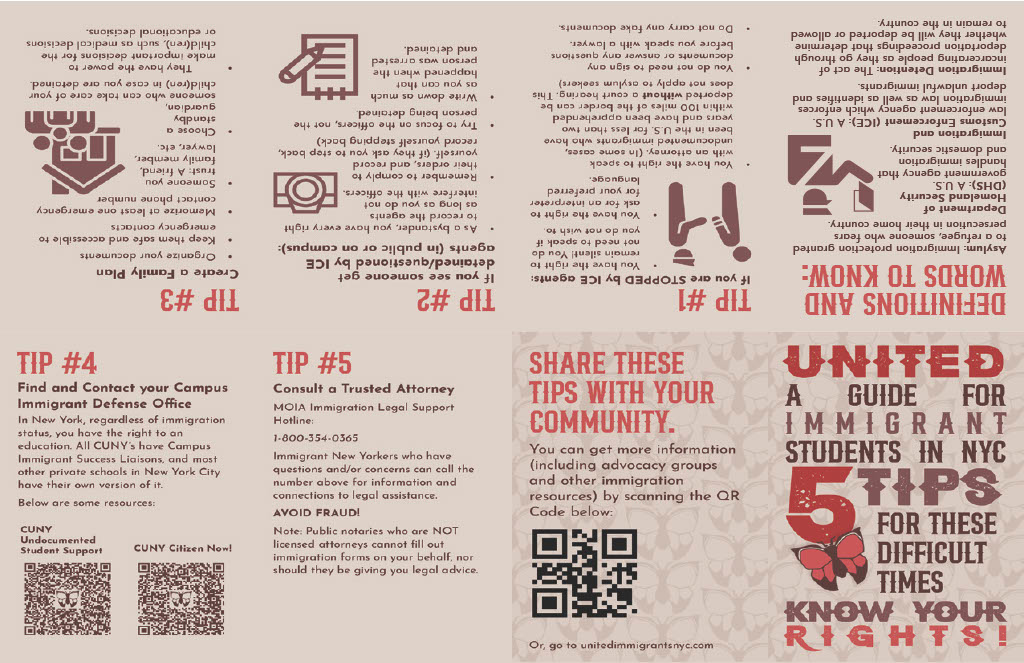 UNITED
A GUIDE FOR
IMMIGRANT
STUDENTS IN NYC
5 TIPS
FOR THESE
DIFFICULT
TIMES
KNOW YOUR
RIGHTS!
DEFINITIONS AND
WORDS TO KNOW:
Asylum: Immigration protection granted
to a refugee, someone who fears
persecution in their home country.
Department of
Homeland Security
(DHS): A U.S.
government agency that
handles immigration
and domestic security.
Immigration and
Customs Enforcement (ICE): A U.S.
law enforcement agency which enforces
immigration law as well as identifies and
deport unlawful immigrants.
Immigration Detention: The act of
incarcerating people as they go through
deportation proceedings that determine
whether they will be deported or allowed
to remain in the country.
TIP #1
If you are STOPPED by ICE agents:
• You have the right to
remain silent! You do
not need to speak if
you do not wish to.
• You have the right to
ask for an interpreter
for your preferred
language.
• You have the right to speak
with an attorney. (In some cases,
undocumented immigrants who have
been in the U.S. for less than two
years and have been apprehended
within 100 miles of the border can be
deported without a court hearing. This
does not apply to asylum seekers)
• You do not need to sign any
documents or answer any questions
before you speak with a lawyer.
• Do not carry any fake documents.
TIP #2
If you see someone get
detained/questioned by ICE
agents (in public or on campus):
• As a bystander, you have every right
to record the agents
as long as you do not
interfere with the officers.
• Remember to comply to
their orders, and record
yourself. (if they ask you to step back,
record yourself stepping back)
• Try to focus on the officers, not the
person being detained.
• Write down as much
as you can that
happened when the
person was arrested
and detained.
TIP #3
Create a Family Plan
• Organize your documents
• Keep them safe and accessible to
emergency contacts
• Memorize at least one emergency
contact phone number
• Someone you
trust: A friend,
family member,
lawyer, etc.
• Choose a
standby
guardian,
someone who can take care of your
child(ren) in case you are detained.
• They have the power to
make important decisions for the
child(ren), such as medical decisions
or educational decisions.
TIP #4
Find and Contact your Campus
Immigrant Defense Office
In New York, regardless of immigration
status, you have the right to an
education. All CUNY's have Campus
Immigrant Success Liaisons, and most
other private schools in New York City
have their own version of it.
Below are some resources:
CUNY
Undocumented
Student Support
CUNY Citizen Now!
TIP #5
Consult a Trusted Attorney
MOIA Immigration Legal Support
Hotline:
1-800-354-0365
Immigrant New Yorkers who have
questions and/or concerns can call the
number above for information and
connections to legal assistance.
AVOID FRAUD!
Note: Public notaries who are NOT
licensed attorneys cannot fill out
immigration forms on your behalf, nor
should they be giving you legal advice.
SHARE THESE
TIPS WITH YOUR
COMMUNITY.
You can get more information
(including advocacy groups
and other immigration
resources) by scanning the QR
Code below:
Or, go to unitedimmigrantsnyc.com